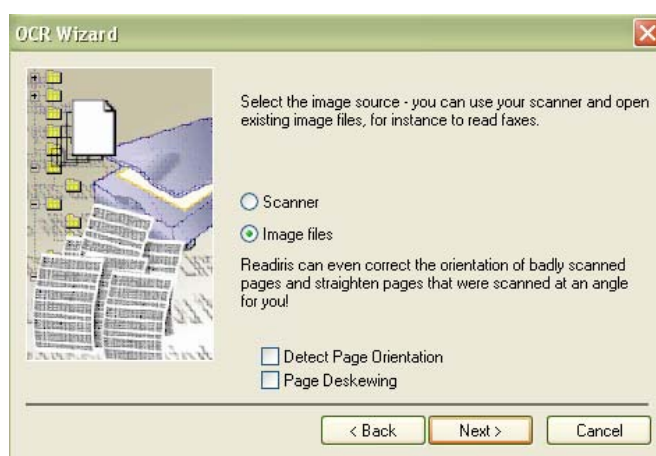 OCR Wizard
Select the image source - you can use your scanner and open
existing image files, for instance to read faxes.
Scanner
Image files
Readiris can even correct the orientation of badly scanned
pages and straighten pages that were scanned at an angle
for you!
Detect Page Orientation
Page Deskewing
< Back Next > Cancel